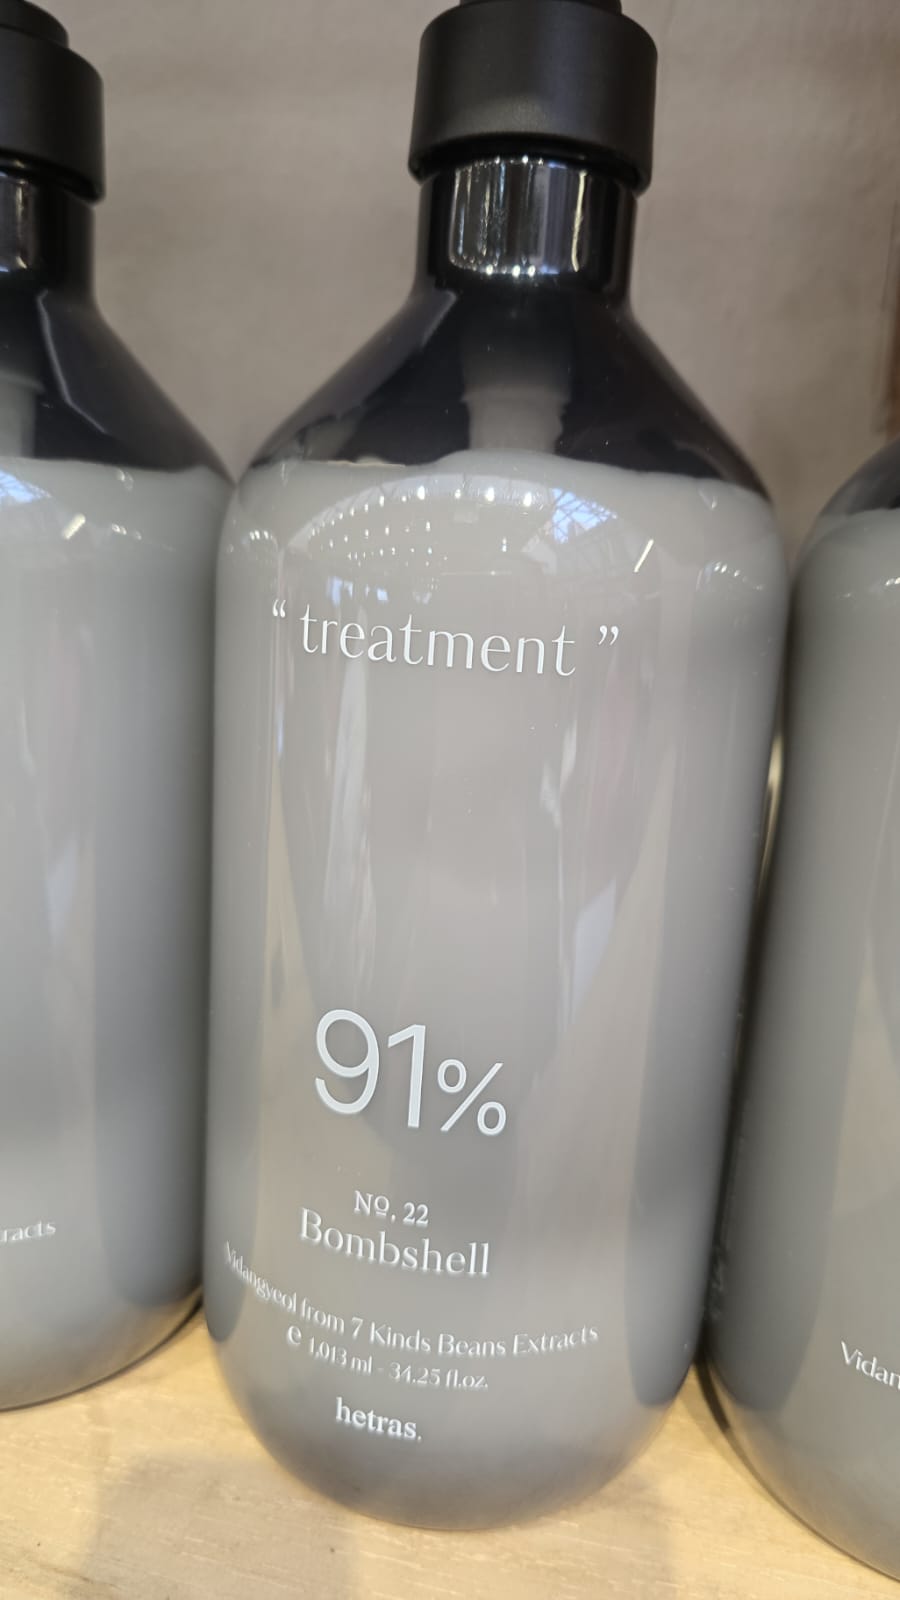 “ treatment ”
91%
Nº. 22
Bombshell
Vidangyeol from 7 Kinds Beans Extracts
e 1,013 ml - 34.25 fl.oz.
hetras.